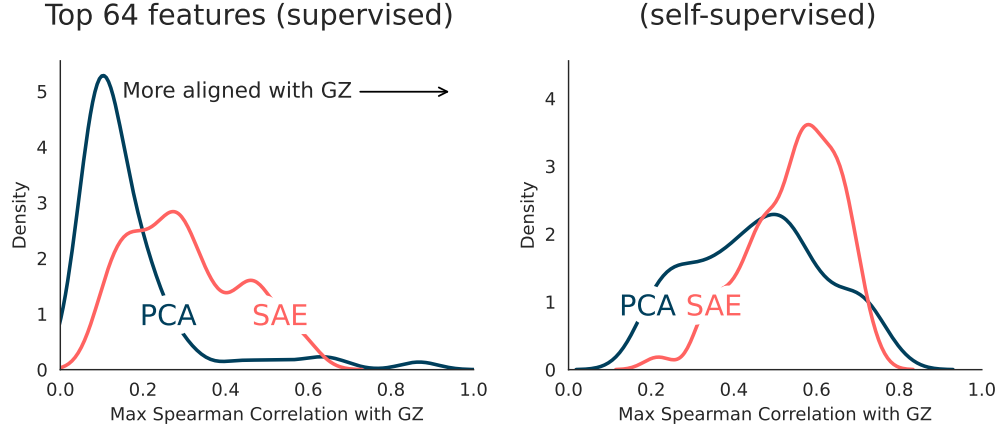 Top 64 features (supervised)
More aligned with GZ
Density
5
4
3
2
1
0
PCA
SAE
0.0 0.2 0.4 0.6 0.8 1.0
Max Spearman Correlation with GZ
(self-supervised)
Density
4
3
2
1
0
PCA SAE
0.0 0.2 0.4 0.6 0.8 1.0
Max Spearman Correlation with GZ